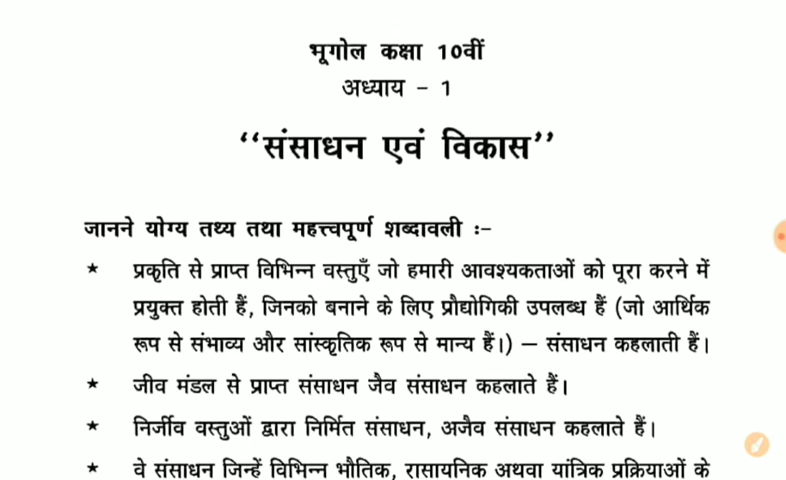 भूगोल कक्षा 10वीं
अध्याय – 1
‘‘संसाधन एवं विकास’’
जानने योग्य तथ्य तथा महत्त्वपूर्ण शब्दावली :–
★ प्रकृति से प्राप्त विभिन्न वस्तुएँ जो हमारी आवश्यकताओं को पूरा करने में
प्रयुक्त होती हैं, जिनको बनाने के लिए प्रौद्योगिकी उपलब्ध हैं (जो आर्थिक
रूप से संभाव्य और सांस्कृतिक रूप से मान्य हैं।) – संसाधन कहलाती हैं।
★ जीव मंडल से प्राप्त संसाधन जैव संसाधन कहलाते हैं।
★ निर्जीव वस्तुओं द्वारा निर्मित संसाधन, अजैव संसाधन कहलाते हैं।
★ वे संसाधन जिन्हें विभिन्न भौतिक, रासायनिक अथवा यांत्रिक प्रक्रियाओं के